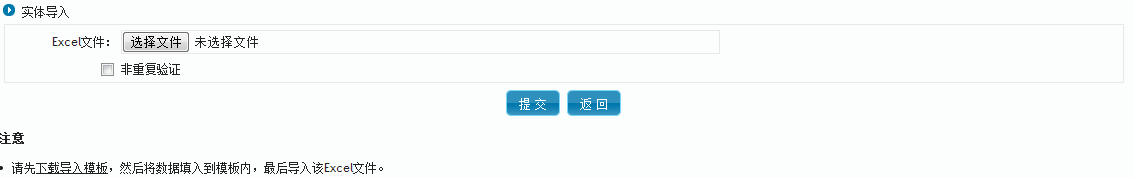 实体导入
Excel文件： 选择文件 未选择文件
非重复验证
提 交 返 回
注意
• 请先下载导入模板，然后将数据填入到模板内，最后导入该Excel文件。